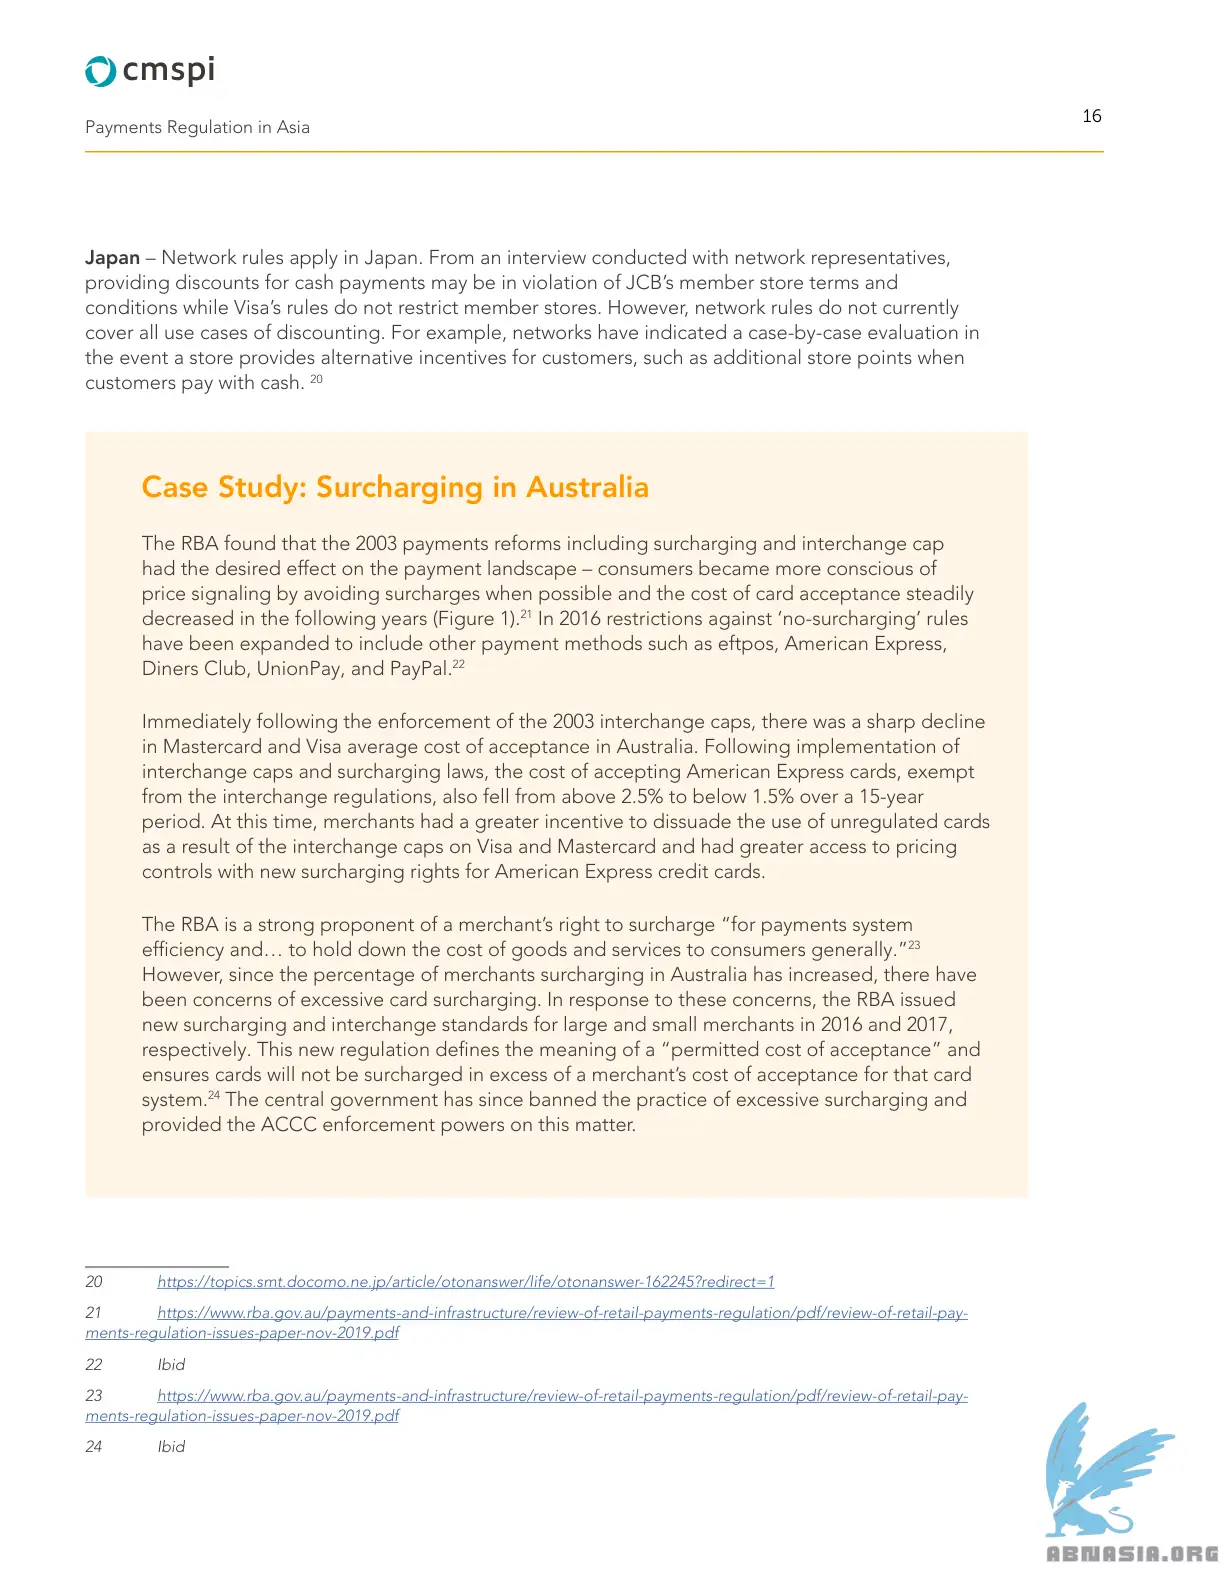 cmspi
Payments Regulation in Asia
16
Japan – Network rules apply in Japan. From an interview conducted with network representatives,
providing discounts for cash payments may be in violation of JCB’s member store terms and
conditions while Visa’s rules do not restrict member stores. However, network rules do not currently
cover all use cases of discounting. For example, networks have indicated a case-by-case evaluation in
the event a store provides alternative incentives for customers, such as additional store points when
customers pay with cash. 20
Case Study: Surcharging in Australia
The RBA found that the 2003 payments reforms including surcharging and interchange cap
had the desired effect on the payment landscape – consumers became more conscious of
price signaling by avoiding surcharges when possible and the cost of card acceptance steadily
decreased in the following years (Figure 1).21 In 2016 restrictions against ‘no-surcharging’ rules
have been expanded to include other payment methods such as eftpos, American Express,
Diners Club, UnionPay, and PayPal.22
Immediately following the enforcement of the 2003 interchange caps, there was a sharp decline
in Mastercard and Visa average cost of acceptance in Australia. Following implementation of
interchange caps and surcharging laws, the cost of accepting American Express cards, exempt
from the interchange regulations, also fell from above 2.5% to below 1.5% over a 15-year
period. At this time, merchants had a greater incentive to dissuade the use of unregulated cards
as a result of the interchange caps on Visa and Mastercard and had greater access to pricing
controls with new surcharging rights for American Express credit cards.
The RBA is a strong proponent of a merchant’s right to surcharge “for payments system
efficiency and… to hold down the cost of goods and services to consumers generally.”23
However, since the percentage of merchants surcharging in Australia has increased, there have
been concerns of excessive card surcharging. In response to these concerns, the RBA issued
new surcharging and interchange standards for large and small merchants in 2016 and 2017,
respectively. This new regulation defines the meaning of a “permitted cost of acceptance” and
ensures cards will not be surcharged in excess of a merchant’s cost of acceptance for that card
system.24 The central government has since banned the practice of excessive surcharging and
provided the ACCC enforcement powers on this matter.
20 https://topics.smt.docomo.ne.jp/article/otonanswer/life/otonanswer-162245?redirect=1
21 https://www.rba.gov.au/payments-and-infrastructure/review-of-retail-payments-regulation/pdf/review-of-retail-pay-
ments-regulation-issues-paper-nov-2019.pdf
22 Ibid
23 https://www.rba.gov.au/payments-and-infrastructure/review-of-retail-payments-regulation/pdf/review-of-retail-pay-
ments-regulation-issues-paper-nov-2019.pdf
24 Ibid
ABNASIA.ORG